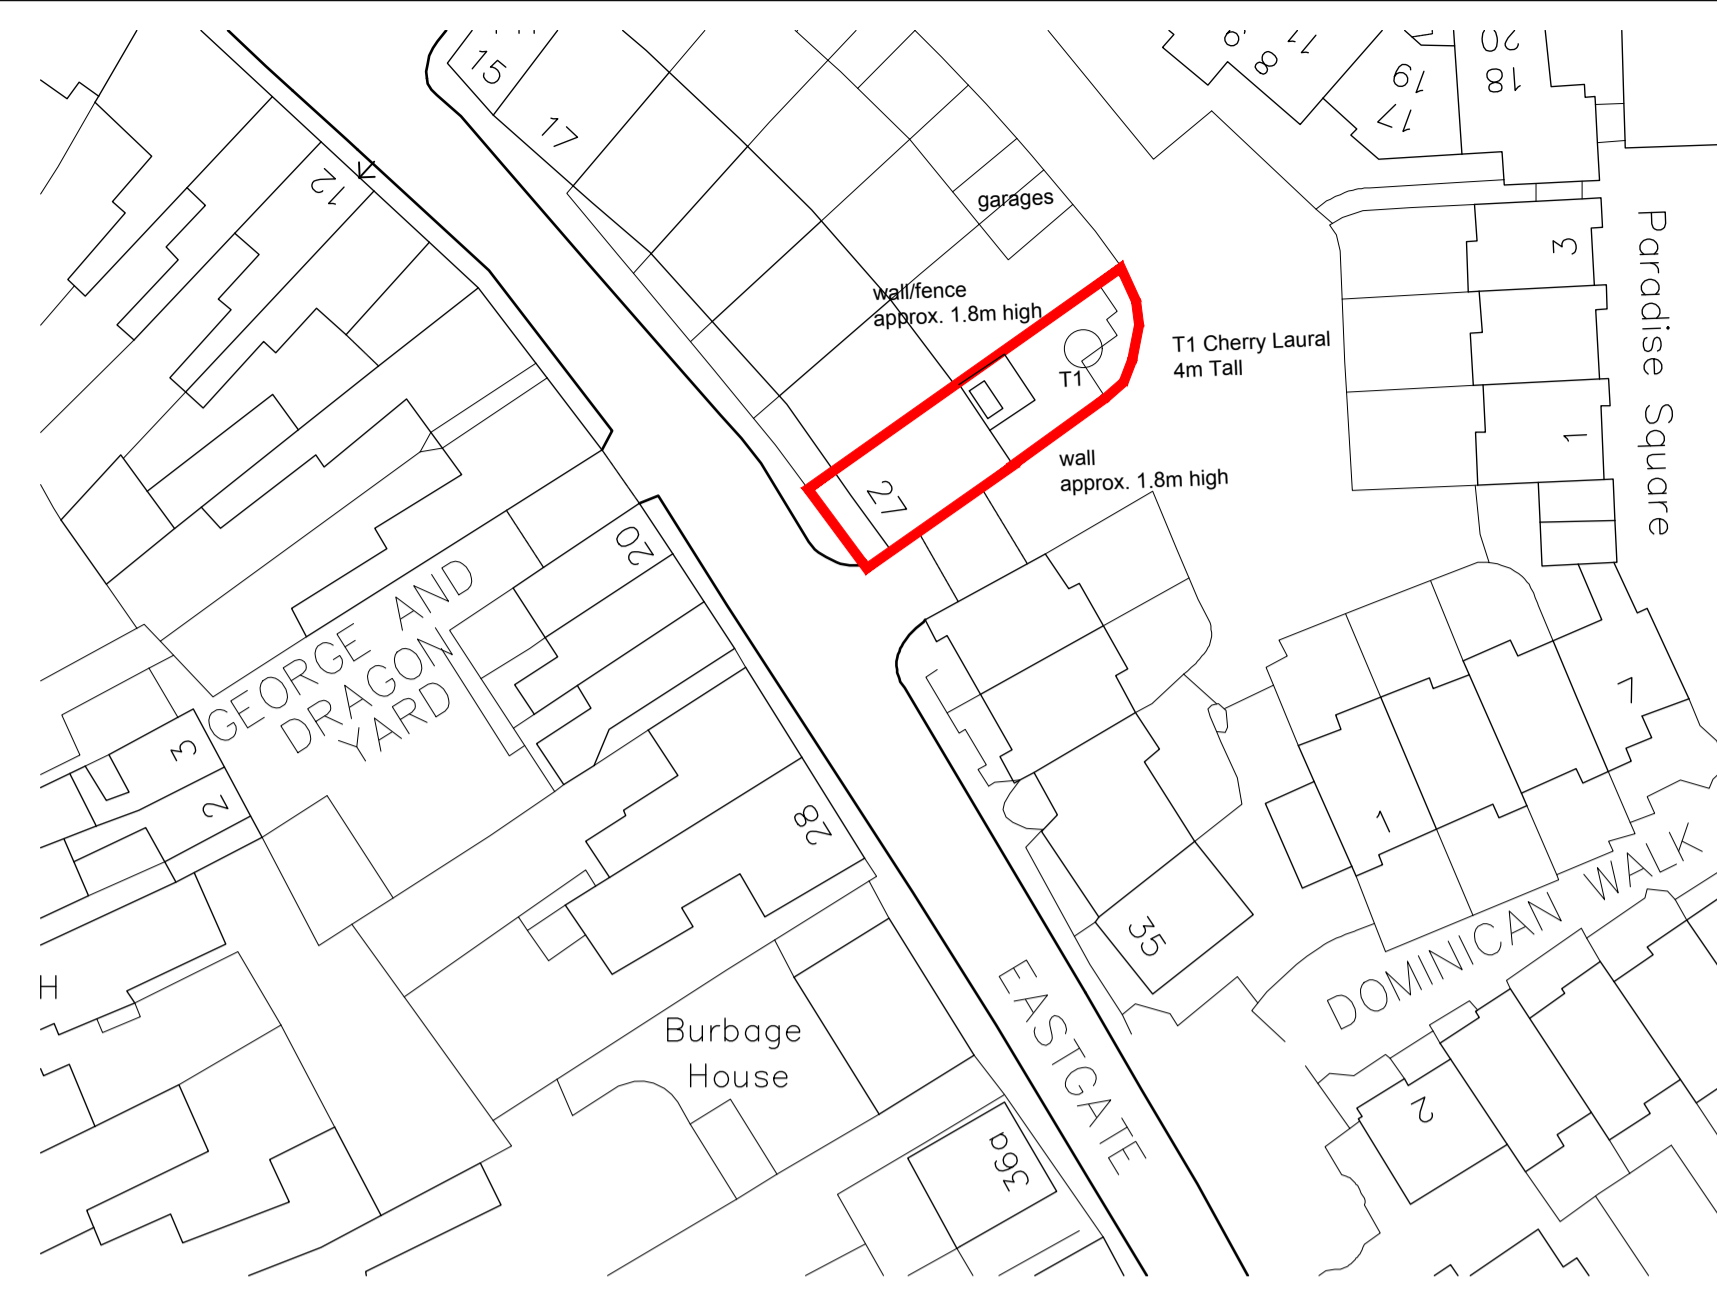 15
17
12
garages
wall/fence
approx. 1.8m high
T1 Cherry Laural
4m Tall
T1
wall
approx. 1.8m high
27
20
18
19
17
8
3
1
Paradise Square
20
GEORGE AND
DRAGON
YARD
3
2
28
H
Burbage
House
EASTGATE
36a
35
1
7
DOMINICAN WALK
2